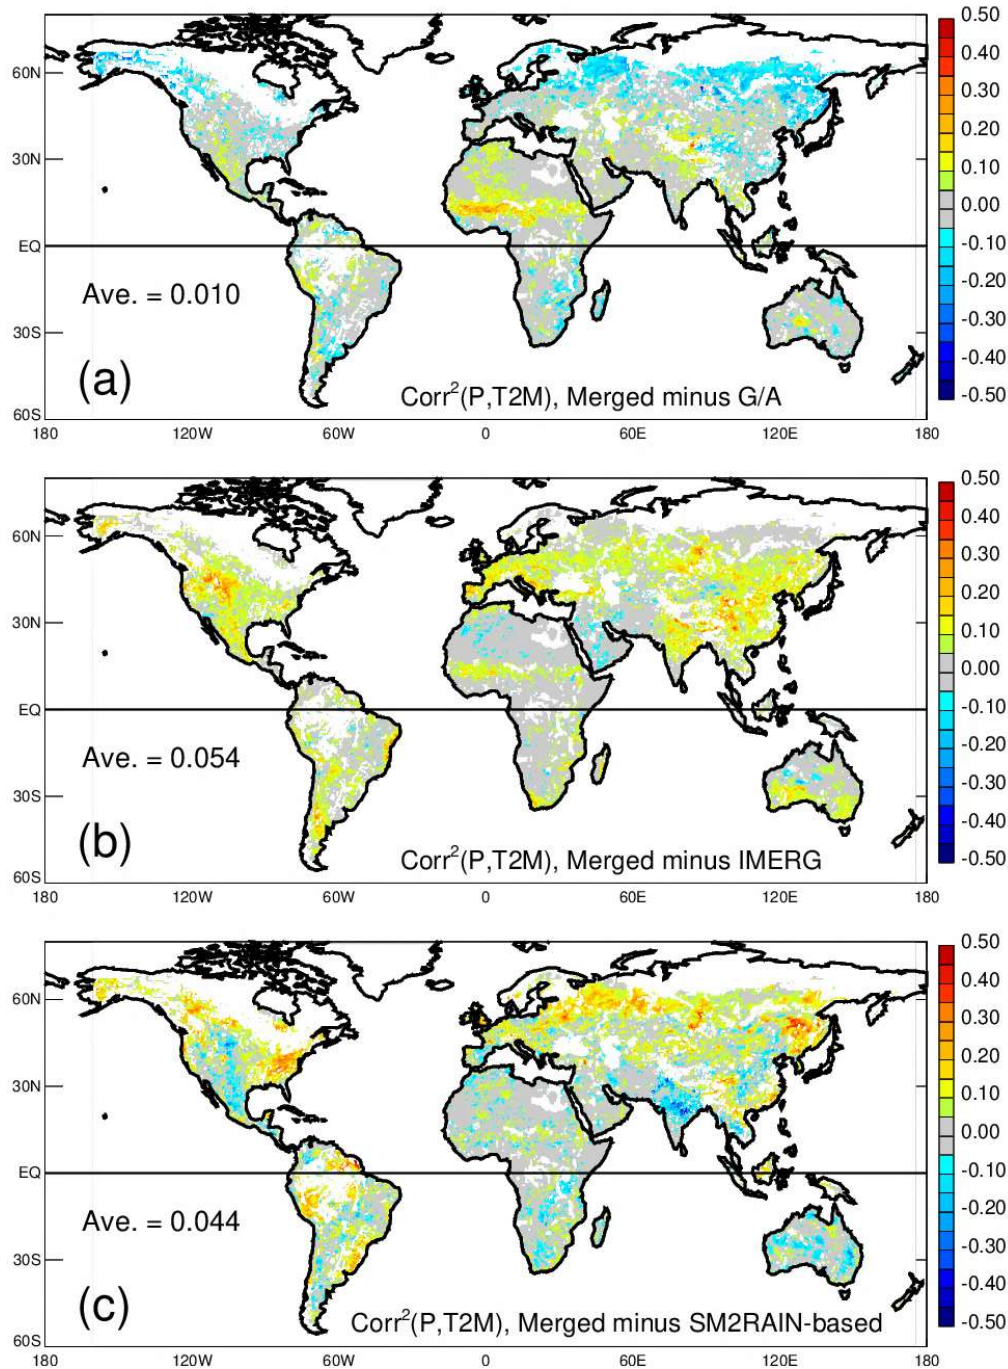 0.50
0.40
60N
0.30
0.20
30N
0.10
0.00
EQ
-0.10
-0.20
Ave. = 0.010
30S
-0.30
(a)
-0.40
Corr²(P,T2M), Merged minus G/A
-0.50
60S
180 120W 60W 0 60E 120E 180
0.50
0.40
60N
0.30
0.20
30N
0.10
0.00
EQ
-0.10
Ave. = 0.054
-0.20
30S
-0.30
(b)
-0.40
Corr²(P,T2M), Merged minus IMERG
-0.50
60S
180 120W 60W 0 60E 120E 180
0.50
0.40
60N
0.30
0.20
30N
0.10
0.00
EQ
-0.10
Ave. = 0.044
-0.20
30S
-0.30
(c)
-0.40
Corr²(P,T2M), Merged minus SM2RAIN-based
-0.50
60S
180 120W 60W 0 60E 120E 180